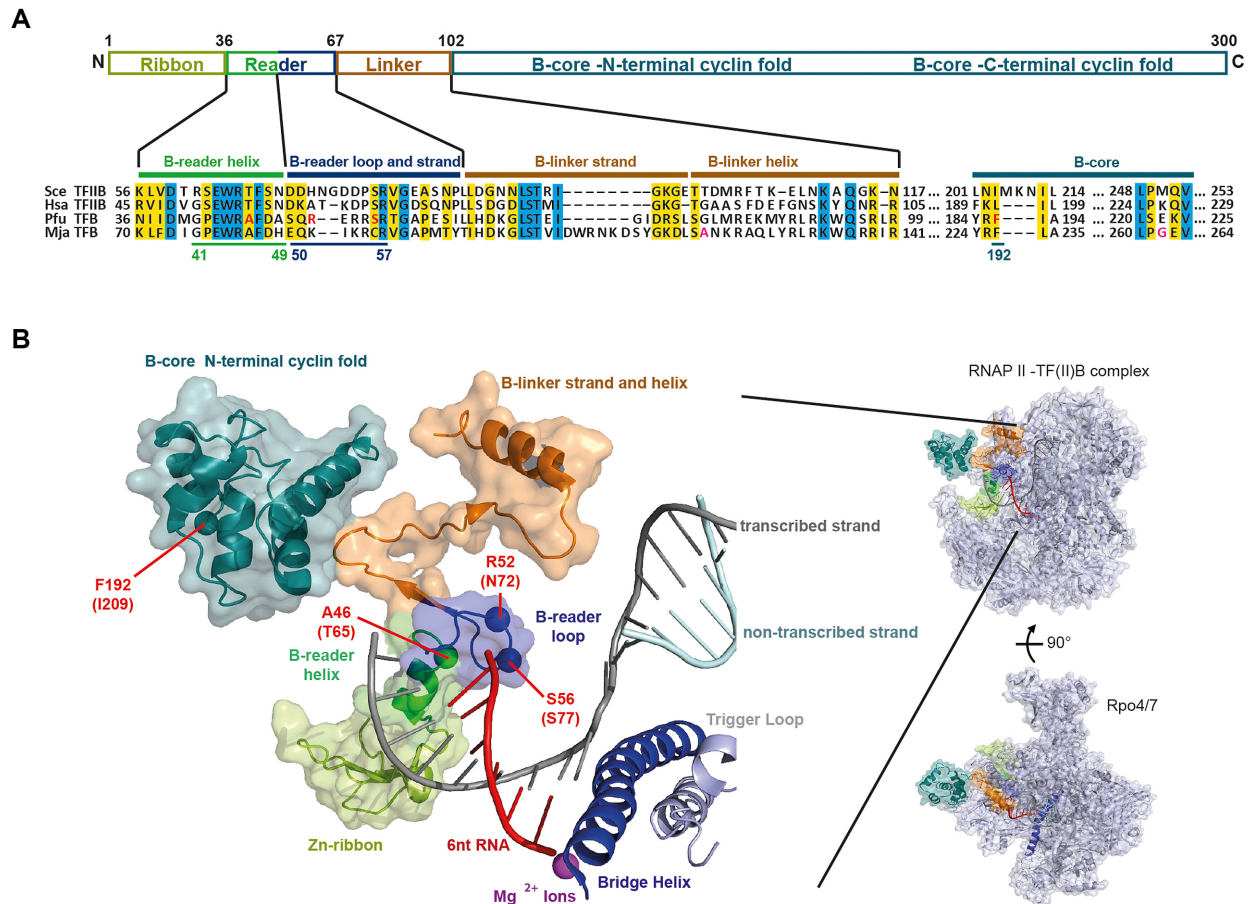 A
1 36 67 102 300
N Ribbon Reader Linker B-core -N-terminal cyclin fold B-core -C-terminal cyclin fold C
B-reader helix B-reader loop and strand B-linker strand B-linker helix B-core
Sce TFIIB 56 KLVDTRSEWRTFSNDDHNGDDPSRVGEASNPLLDGNNLSTRI–––––––GKGETTDMRFTK–ELNKAQGK–N 117 ... 201 LNIMKNIL 214 ... 248 LPMQV ... 253
Hsa TFIIB 45 RVIDVGSEWRTFSNDKAT–KDPSRVGDSQNPLLSDGDLSTMI–––––––GKG–TGAASFDEFGNSKYQNR–N 105 ... 199 FKL–––IL 199 ... 224 LPKQV ... 229
Pfu TFB 36 NIIDMGPEWRAFDASQR–ERRSRTGAPESILLHDKGLSTEI––––––GIDRLSGLMREKMYRLRKWQSRLR 99 ... 184 YRF–––IA 194 ... 220 LSEKV ... 225
Mja TFB 70 KLFDIGPEWRAFDHEQK–IKRCRVGAPMTYTIHDKGLSTVIDWRNKDSYGKDLSANKRAQLYRLRKWQRRIR 141 ... 224 YRF–––LA 235 ... 260 LPGKV ... 264
41 49 50 57 192
B
B-core N-terminal cyclin fold
B-linker strand and helix
RNAP II -TF(II)B complex
transcribed strand
F192
(I209)
R52
(N72)
A46
(T65)
B-reader
loop
non-transcribed strand
B-reader
helix
90°
S56
(S77)
Rpo4/7
Trigger Loop
Zn-ribbon
6nt RNA
Bridge Helix
Mg 2+ Ions